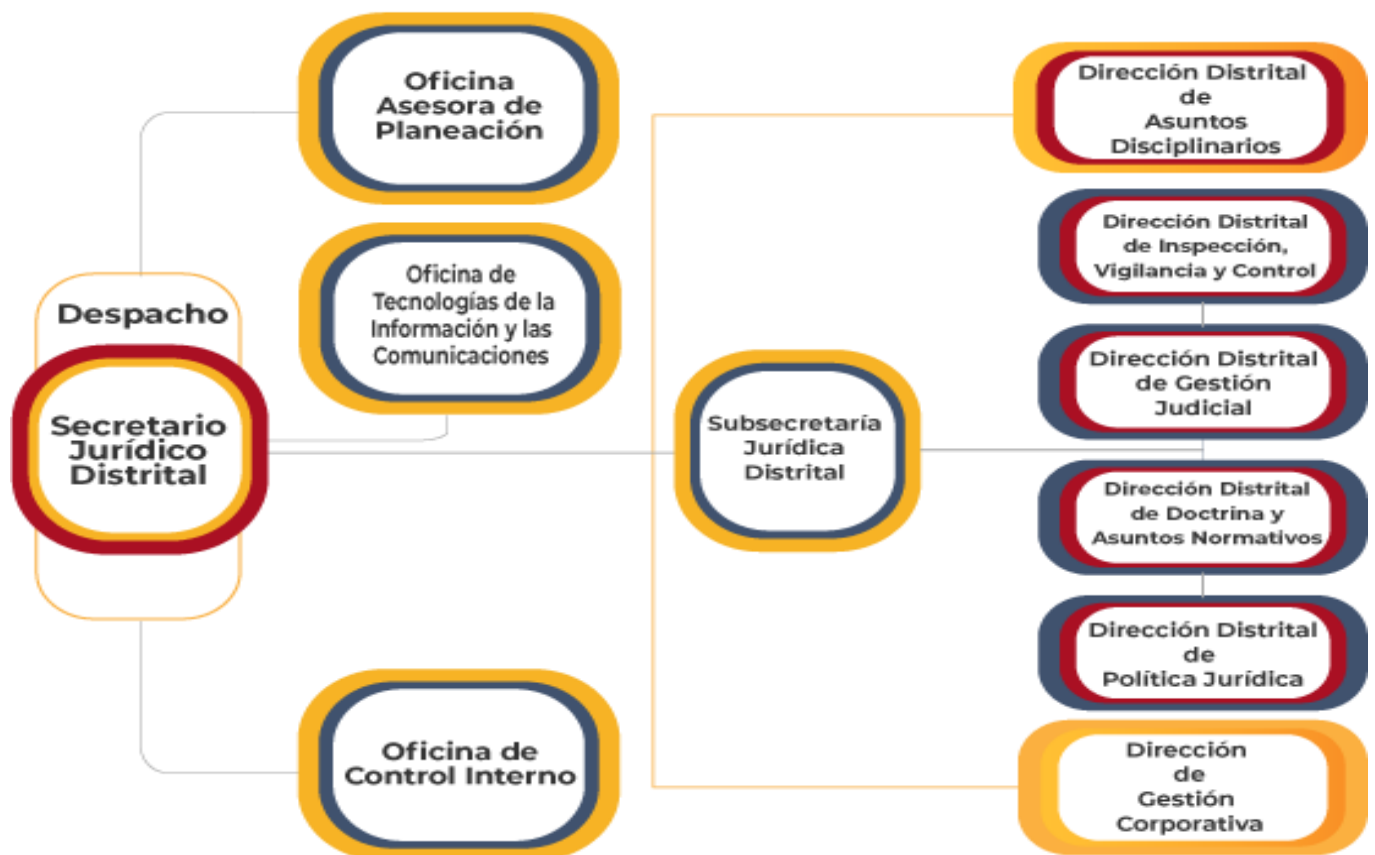 Despacho
Secretario
Jurídico
Distrital
Oficina
Asesora de
Planeación
Oficina de
Tecnologías de la
Información y las
Comunicaciones
Oficina de
Control Interno
Subsecretaría
Jurídica
Distrital
Dirección Distrital
de
Asuntos
Disciplinarios
Dirección Distrital
de Inspección,
Vigilancia y Control
Dirección Distrital
de Gestión
Judicial
Dirección Distrital
de Doctrina y
Asuntos Normativos
Dirección Distrital
de
Política Jurídica
Dirección
de
Gestión
Corporativa